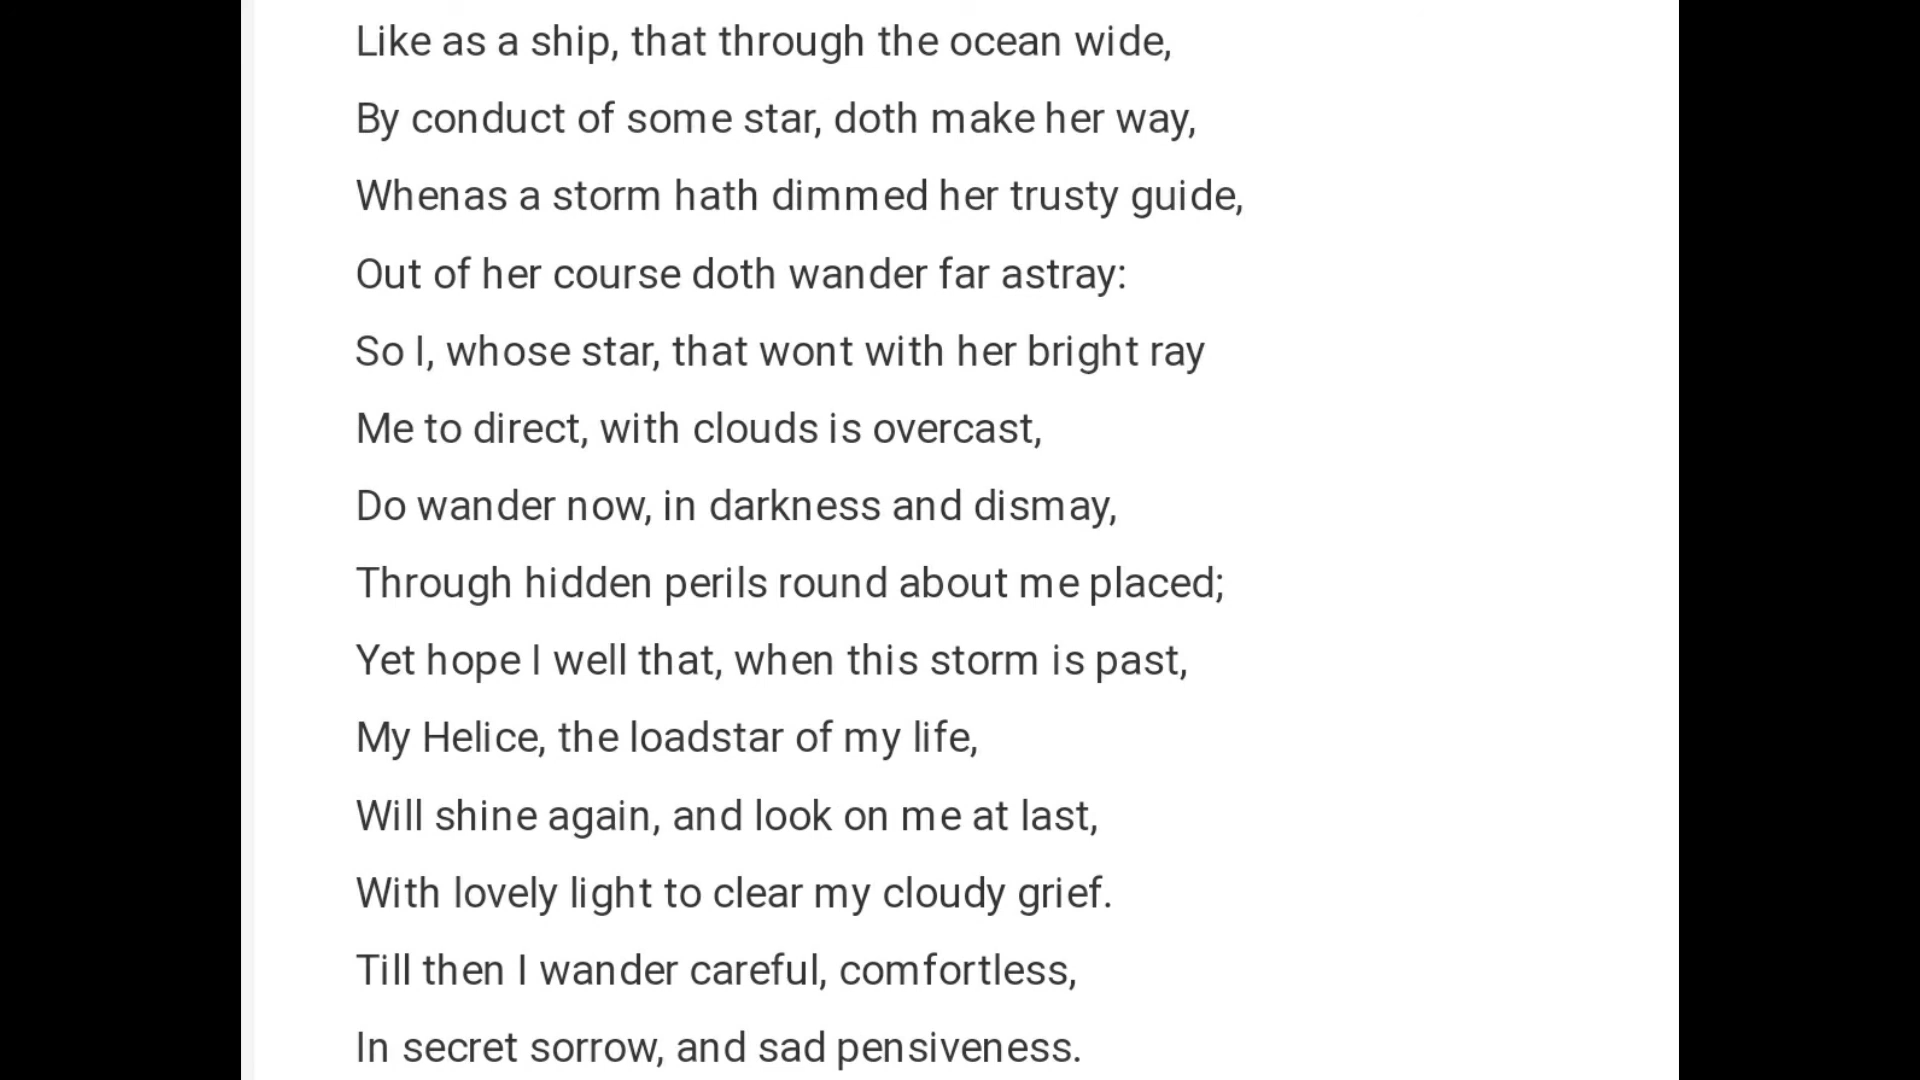 Like as a ship, that through the ocean wide,
By conduct of some star, doth make her way,
Whenas a storm hath dimmed her trusty guide,
Out of her course doth wander far astray:
So I, whose star, that wont with her bright ray
Me to direct, with clouds is overcast,
Do wander now, in darkness and dismay,
Through hidden perils round about me placed;
Yet hope I well that, when this storm is past,
My Helice, the loadstar of my life,
Will shine again, and look on me at last,
With lovely light to clear my cloudy grief.
Till then I wander careful, comfortless,
In secret sorrow, and sad pensiveness.